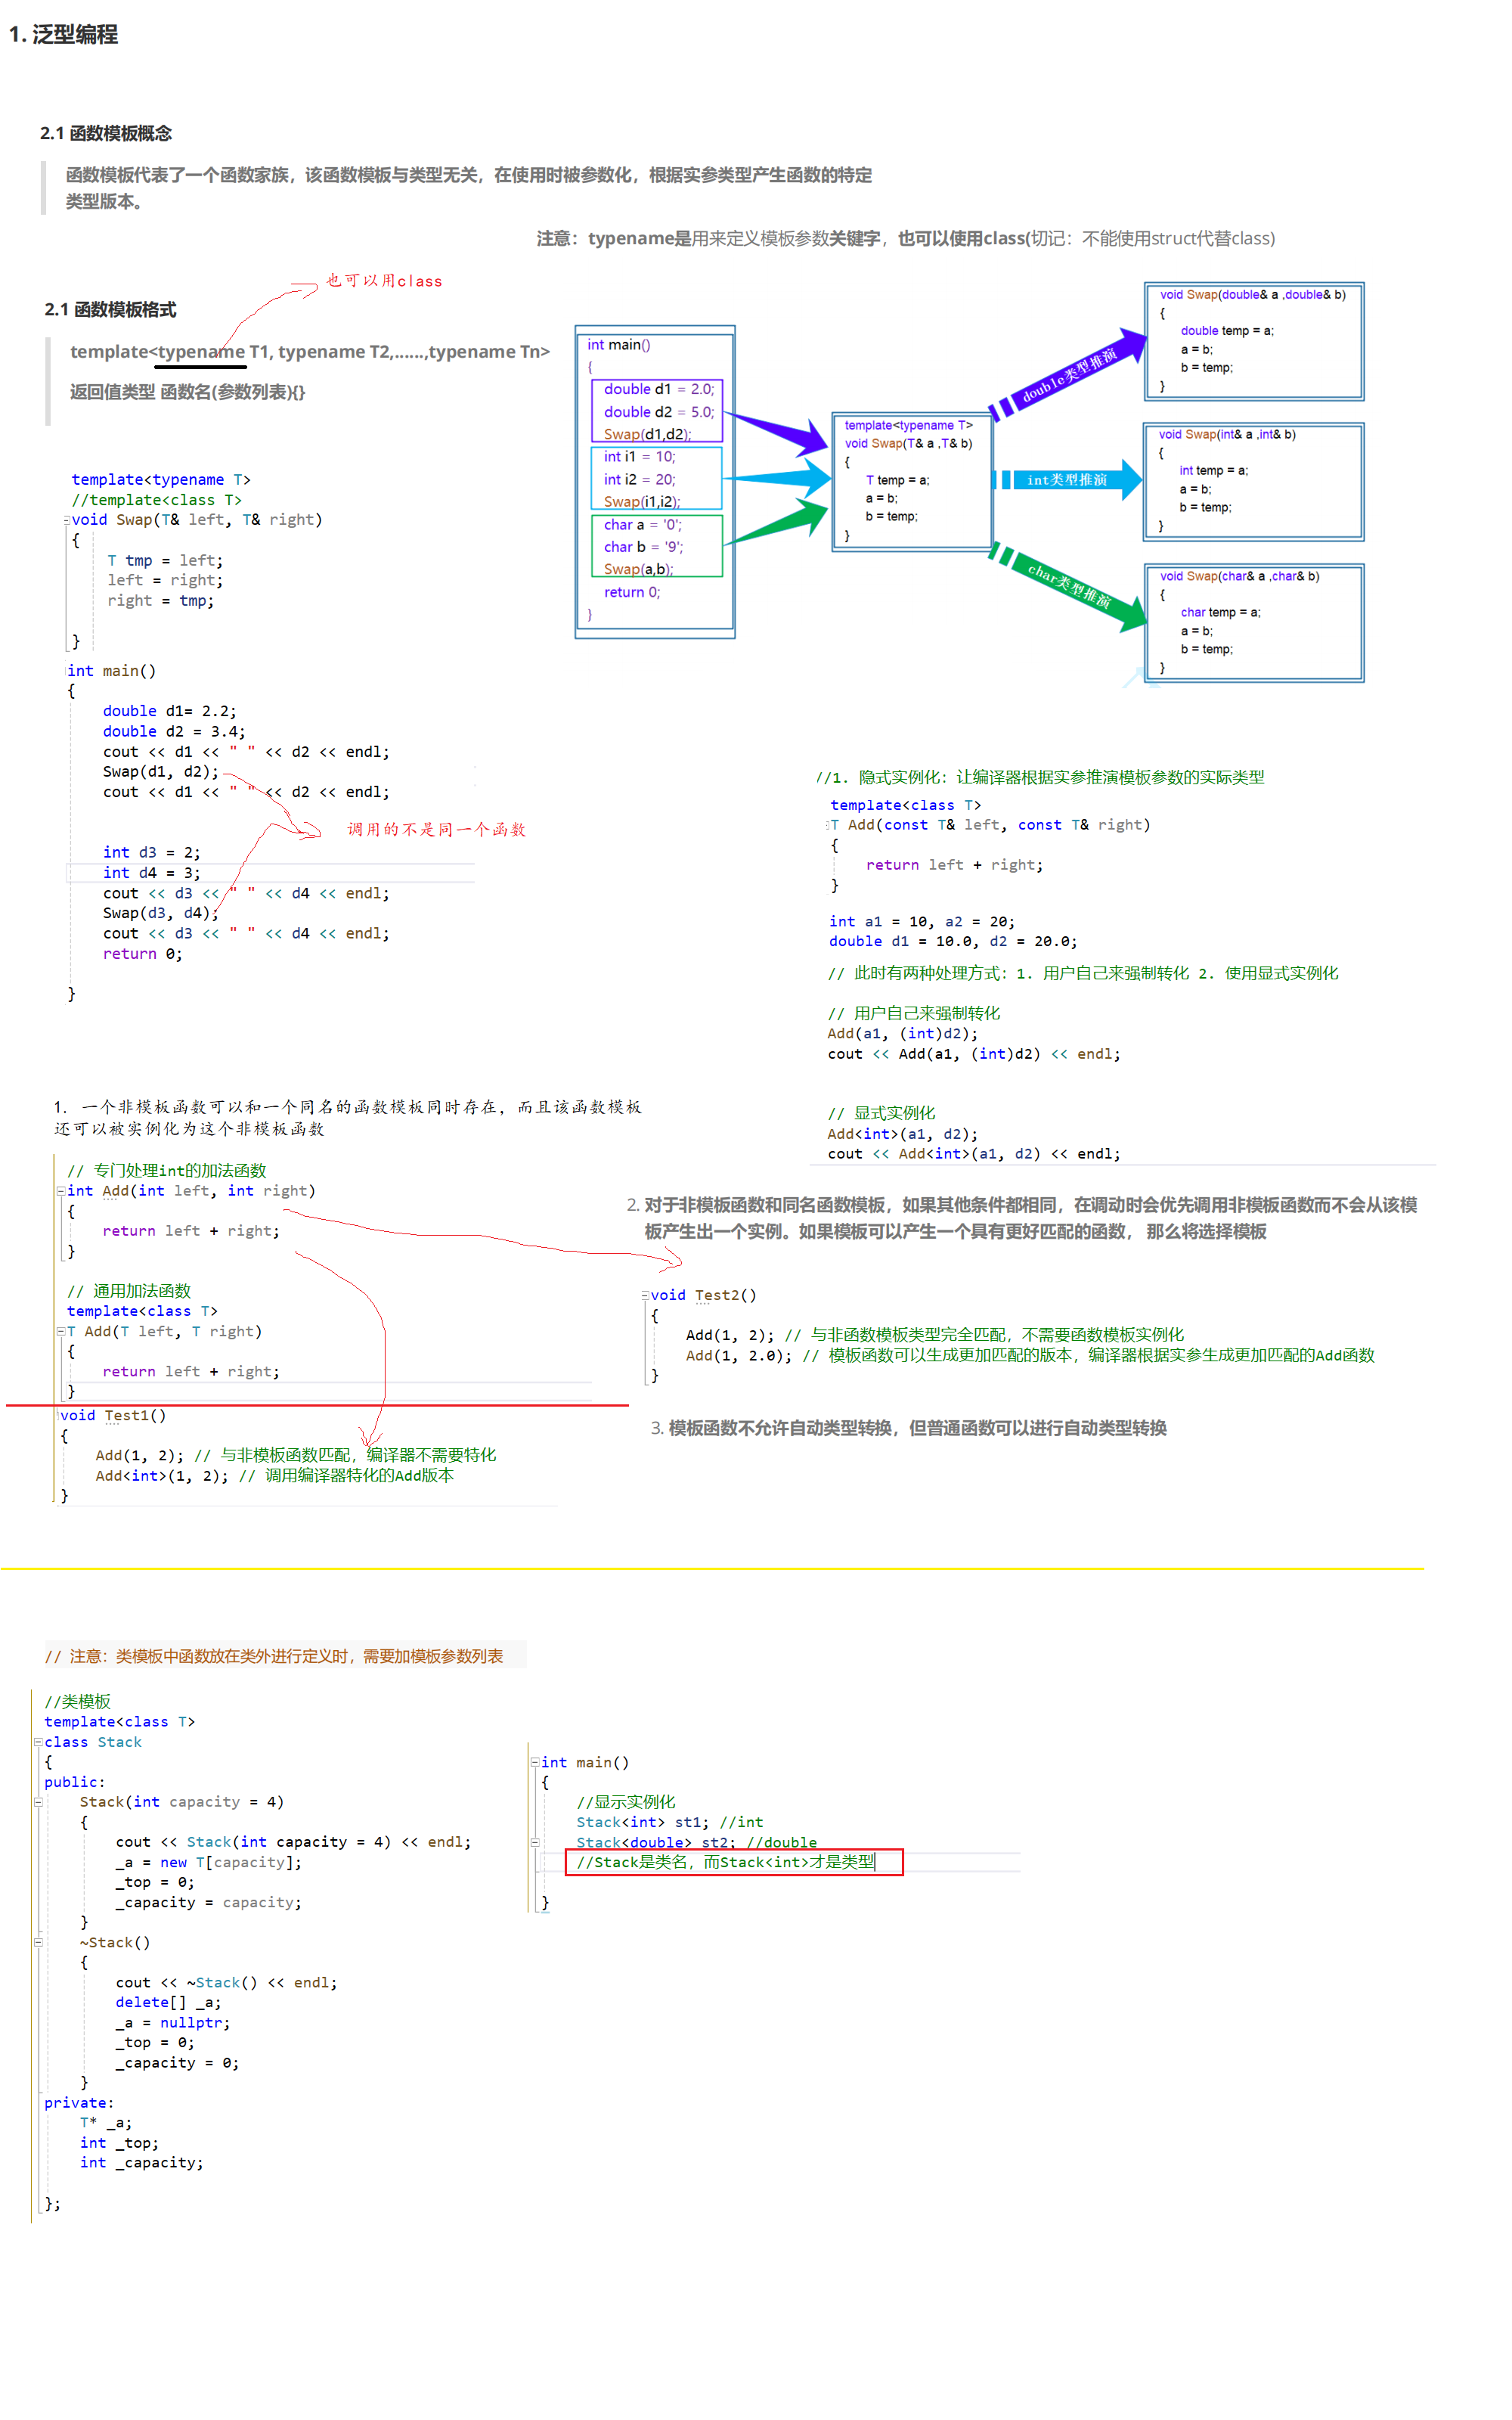 1. 泛型编程
2.1 函数模板概念
函数模板代表了一个函数家族，该函数模板与类型无关，在使用时被参数化，根据实参类型产生函数的特定
类型版本。
注意：typename是用来定义模板参数关键字，也可以使用class(切记：不能使用struct代替class)
也可以用class
2.1 函数模板格式
template<typename T1, typename T2,......,typename Tn>
返回值类型 函数名(参数列表){}
template<typename T>
//template<class T>
void Swap(T& left, T& right)
{
T tmp = left;
left = right;
right = tmp;
}
int main()
{
double d1= 2.2;
double d2 = 3.4;
cout << d1 << " " << d2 << endl;
Swap(d1, d2);
cout << d1 << " " << d2 << endl;
调用的不是同一个函数
int d3 = 2;
int d4 = 3;
cout << d3 << " " << d4 << endl;
Swap(d3, d4);
cout << d3 << " " << d4 << endl;
return 0;
}
int main()
{
double d1 = 2.0;
double d2 = 5.0;
Swap(d1,d2);
int i1 = 10;
int i2 = 20;
Swap(i1,i2);
char a = '0';
char b = '9';
Swap(a,b);
return 0;
}
template<typename T>
void Swap(T& a ,T& b)
{
T temp = a;
a = b;
b = temp;
}
double类型推演
int类型推演
char类型推演
void Swap(double& a ,double& b)
{
double temp = a;
a = b;
b = temp;
}
void Swap(int& a ,int& b)
{
int temp = a;
a = b;
b = temp;
}
void Swap(char& a ,char& b)
{
char temp = a;
a = b;
b = temp;
}
//1. 隐式实例化：让编译器根据实参推演模板参数的实际类型
template<class T>
T Add(const T& left, const T& right)
{
return left + right;
}
int a1 = 10, a2 = 20;
double d1 = 10.0, d2 = 20.0;
// 此时有两种处理方式：1. 用户自己来强制转化 2. 使用显式实例化
// 用户自己来强制转化
Add(a1, (int)d2);
cout << Add(a1, (int)d2) << endl;
// 显式实例化
Add<int>(a1, d2);
cout << Add<int>(a1, d2) << endl;
1. 一个非模板函数可以和一个同名的函数模板同时存在，而且该函数模板
还可以被实例化为这个非模板函数
// 专门处理int的加法函数
int Add(int left, int right)
{
return left + right;
}
// 通用加法函数
template<class T>
T Add(T left, T right)
{
return left + right;
}
void Test1()
{
Add(1, 2); // 与非模板函数匹配，编译器不需要特化
Add<int>(1, 2); // 调用编译器特化的Add版本
}
2. 对于非模板函数和同名函数模板，如果其他条件都相同，在调动时会优先调用非模板函数而不会从该模
板产生出一个实例。如果模板可以产生一个具有更好匹配的函数， 那么将选择模板
void Test2()
{
Add(1, 2); // 与非函数模板类型完全匹配，不需要函数模板实例化
Add(1, 2.0); // 模板函数可以生成更加匹配的版本，编译器根据实参生成更加匹配的Add函数
}
3. 模板函数不允许自动类型转换，但普通函数可以进行自动类型转换
// 注意：类模板中函数放在类外进行定义时，需要加模板参数列表
//类模板
template<class T>
class Stack
{
public:
Stack(int capacity = 4)
{
cout << Stack(int capacity = 4) << endl;
_a = new T[capacity];
_top = 0;
_capacity = capacity;
}
~Stack()
{
cout << ~Stack() << endl;
delete[] _a;
_a = nullptr;
_top = 0;
_capacity = 0;
}
private:
T* _a;
int _top;
int _capacity;
};
int main()
{
//显示实例化
Stack<int> st1; //int
Stack<double> st2; //double
//Stack是类名，而Stack<int>才是类型
}